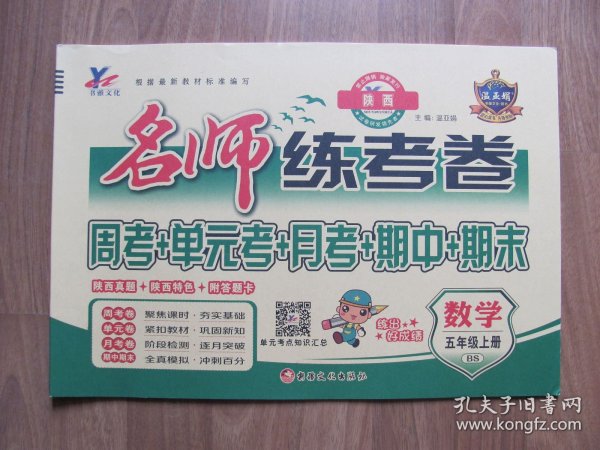 书雅文化
根据最新教材标准编写
陕西
主编:温亚娟
温亚娟
名师练考卷
周考+单元考+月考+期中+期末
陕西真题+陕西特色+附答题卡
周考卷 聚焦课时·夯实基础
单元卷 紧扣教材·巩固新知
月考卷 阶段检测·逐月突破
期中期末 全真模拟·冲刺百分
单元考点知识汇总
练出好成绩
数学
五年级上册
BS
孔夫子旧书网
www.kongfz.com